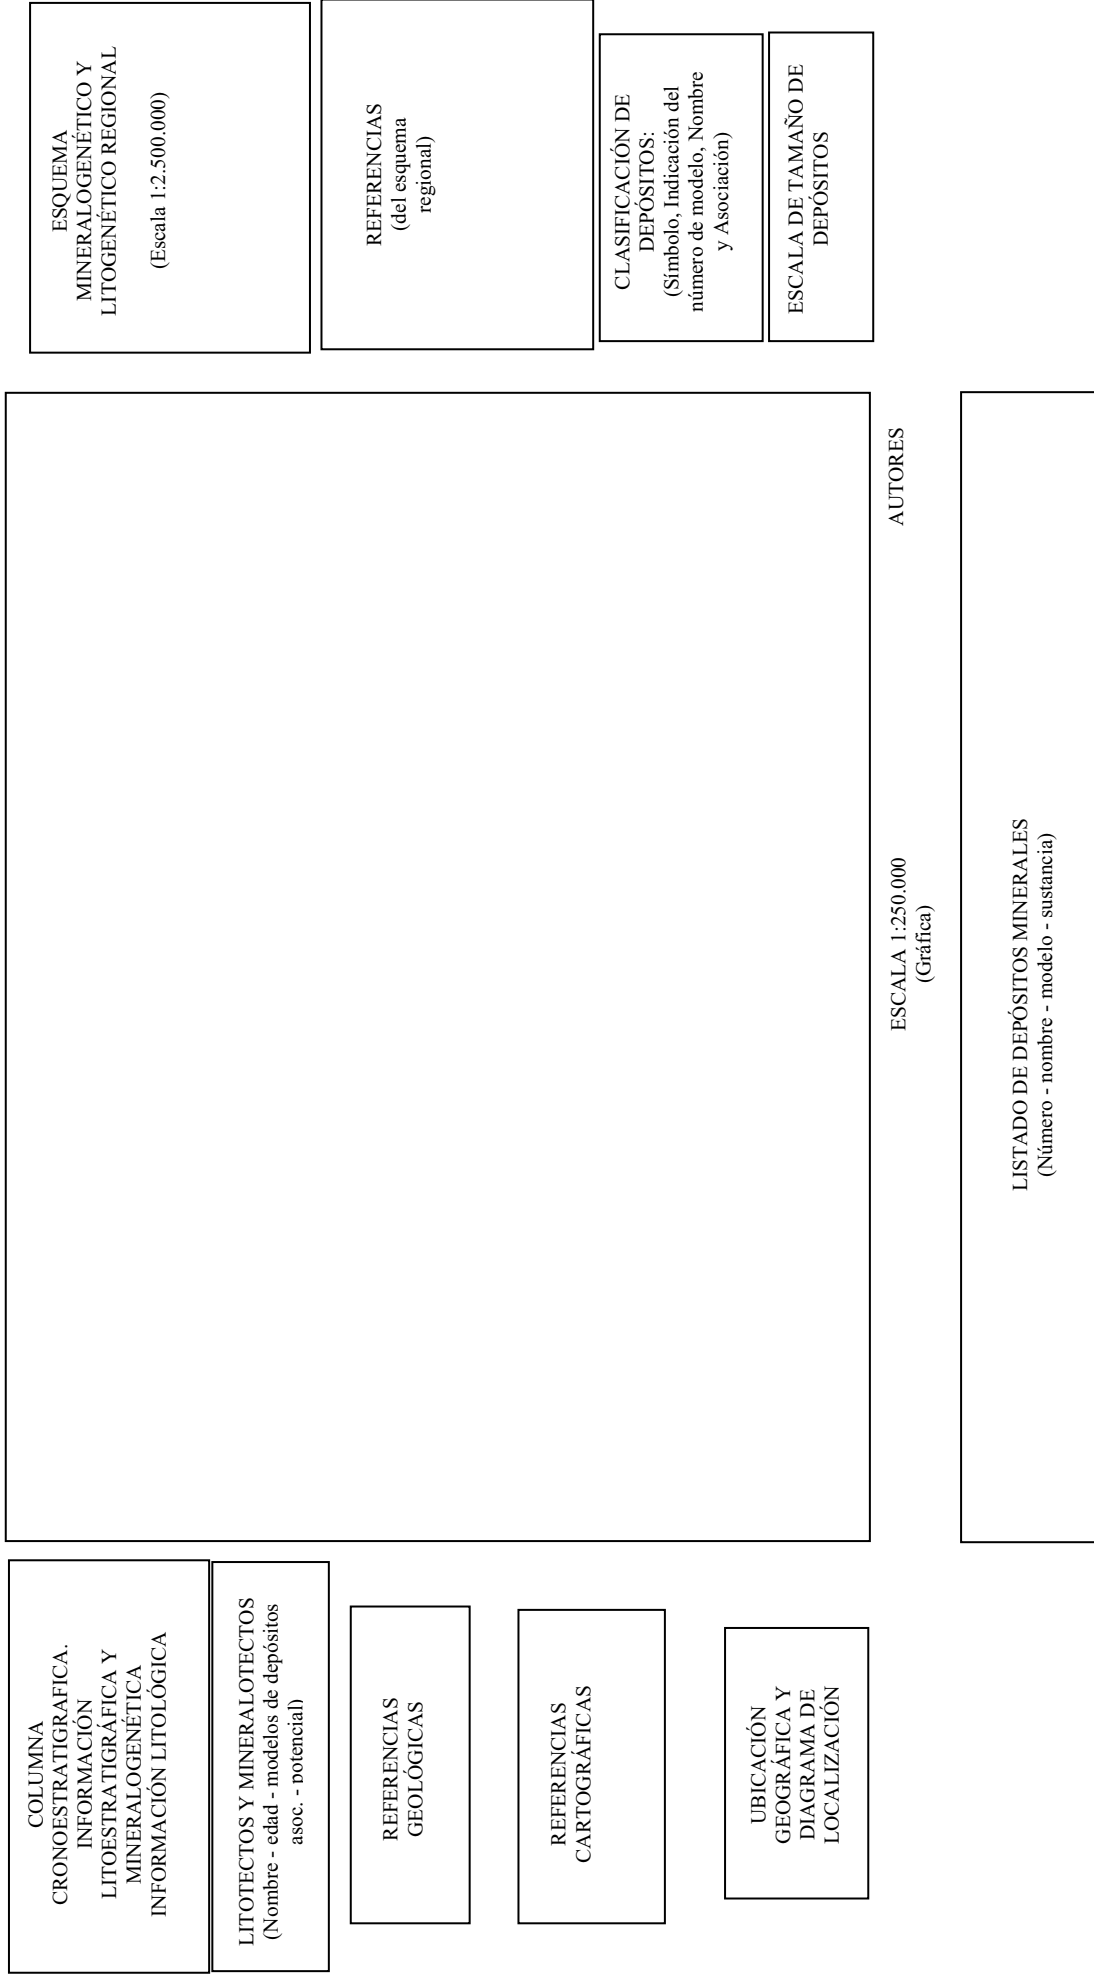 COLUMNA
CRONOESTRATIGRAFICA.
INFORMACIÓN
LITOESTRATIGRÁFICA Y
MINERALOGENÉTICA
INFORMACIÓN LITOLÓGICA
LITOTECTOS Y MINERALOTECTOS
(Nombre - edad - modelos de depósitos
asoc. - potencial)
REFERENCIAS
GEOLÓGICAS
REFERENCIAS
CARTOGRÁFICAS
UBICACIÓN
GEOGRÁFICA Y
DIAGRAMA DE
LOCALIZACIÓN
ESCALA 1:250.000
(Gráfica)
AUTORES
LISTADO DE DEPÓSITOS MINERALES
(Número - nombre - modelo - sustancia)
ESQUEMA
MINERALOGENÉTICO Y
LITOGENÉTICO REGIONAL
(Escala 1:2.500.000)
REFERENCIAS
(del esquema
regional)
CLASIFICACIÓN DE
DEPÓSITOS:
(Símbolo, Indicación del
número de modelo, Nombre
y Asociación)
ESCALA DE TAMAÑO DE
DEPÓSITOS